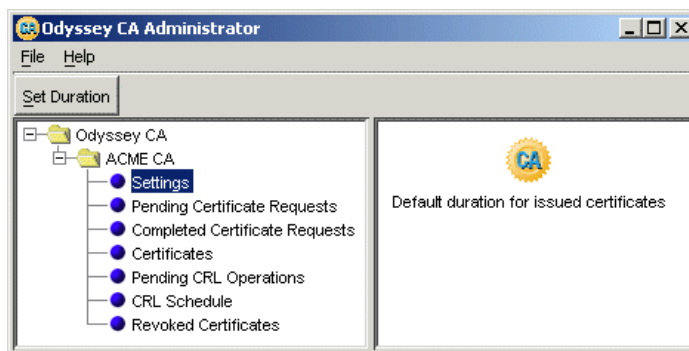 Odyssey CA Administrator
File Help
Set Duration
Odyssey CA
ACME CA
Settings
Pending Certificate Requests
Completed Certificate Requests
Certificates
Pending CRL Operations
CRL Schedule
Revoked Certificates
CA
Default duration for issued certificates